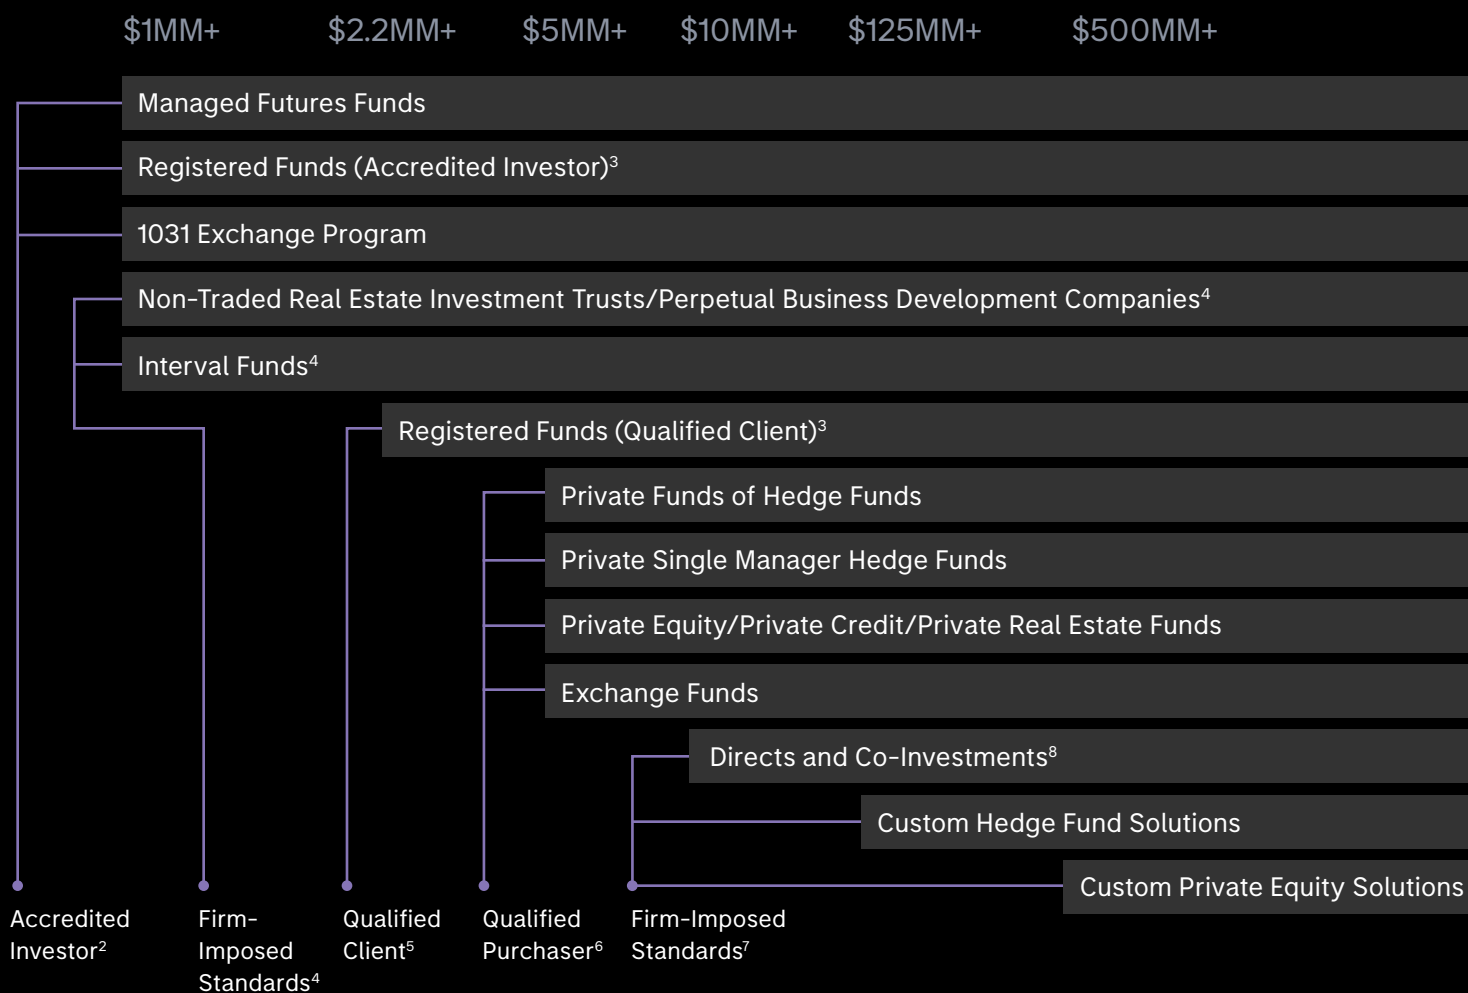 $1MM+ $2.2MM+ $5MM+ $10MM+ $125MM+ $500MM+
Managed Futures Funds
Registered Funds (Accredited Investor)³
1031 Exchange Program
Non-Traded Real Estate Investment Trusts/Perpetual Business Development Companies⁴
Interval Funds⁴
Registered Funds (Qualified Client)³
Private Funds of Hedge Funds
Private Single Manager Hedge Funds
Private Equity/Private Credit/Private Real Estate Funds
Exchange Funds
Directs and Co-Investments⁸
Custom Hedge Fund Solutions
Custom Private Equity Solutions
Accredited
Investor²
Firm-
Imposed
Standards⁴
Qualified
Client⁵
Qualified
Purchaser⁶
Firm-Imposed
Standards⁷